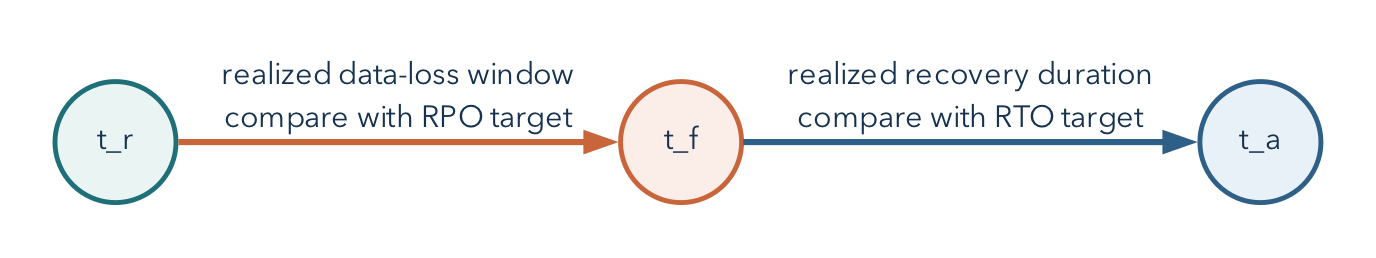 realized data-loss window
compare with RPO target
realized recovery duration
compare with RTO target
t_r
t_f
t_a